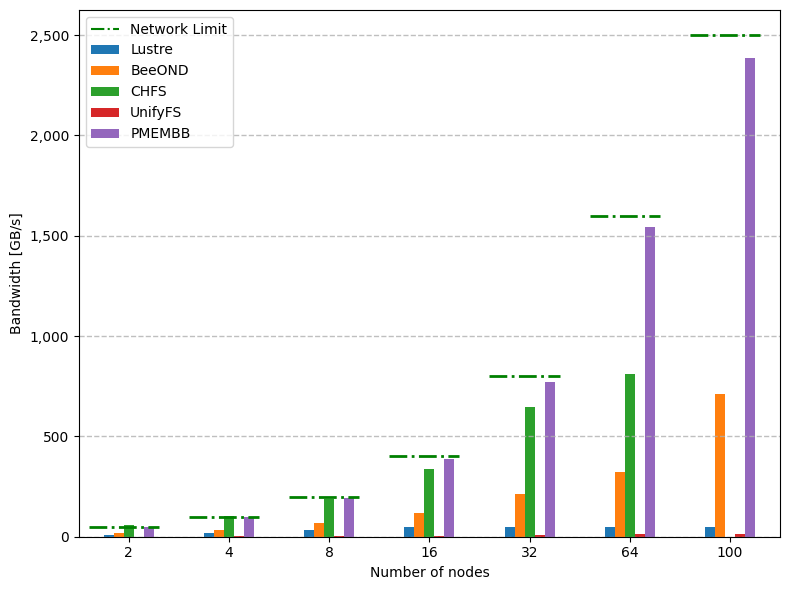 Network Limit
Lustre
BeeOND
CHFS
UnifyFS
PMEMBB
Bandwidth [GB/s]
2,500
2,000
1,500
1,000
500
0
2 4 8 16 32 64 100
Number of nodes